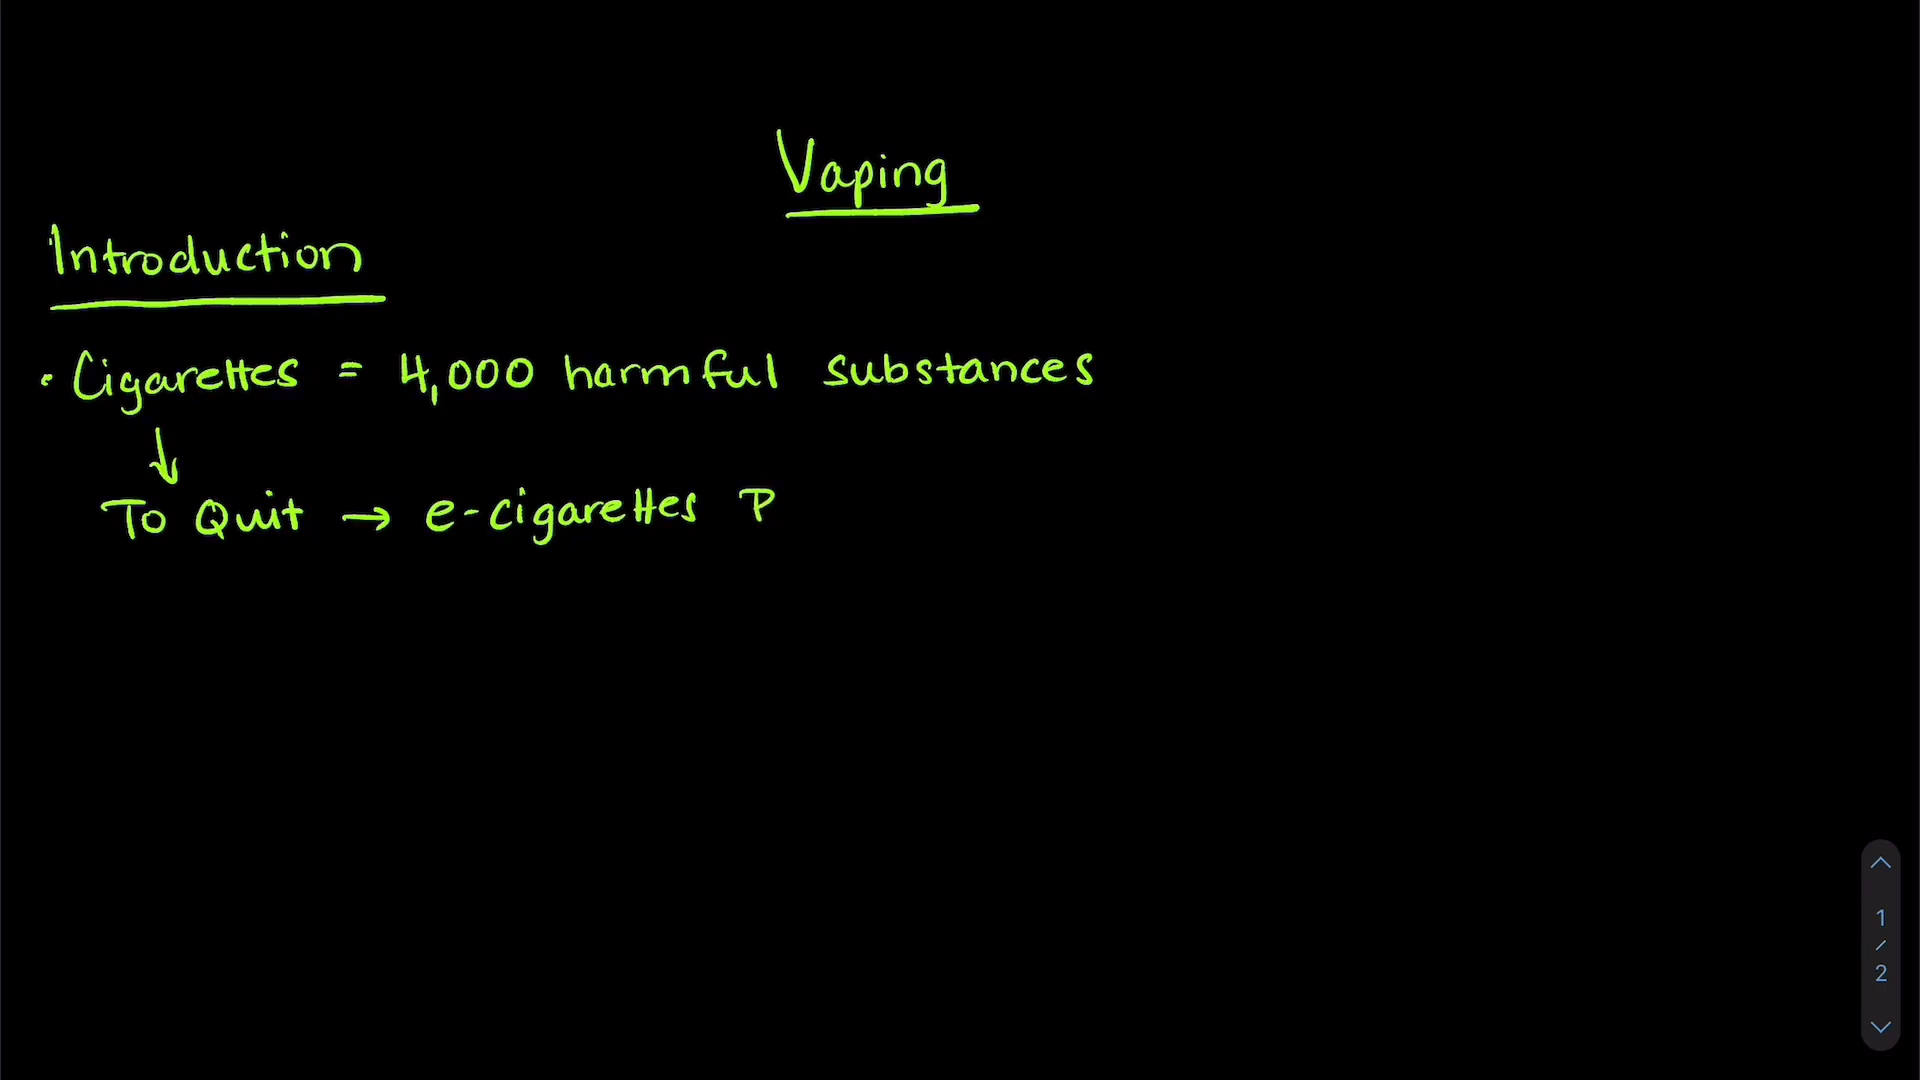 Vaping
Introduction
• Cigarettes = 4,000 harmful substances
↓
To Quit → e-cigarettes P
1
/
2